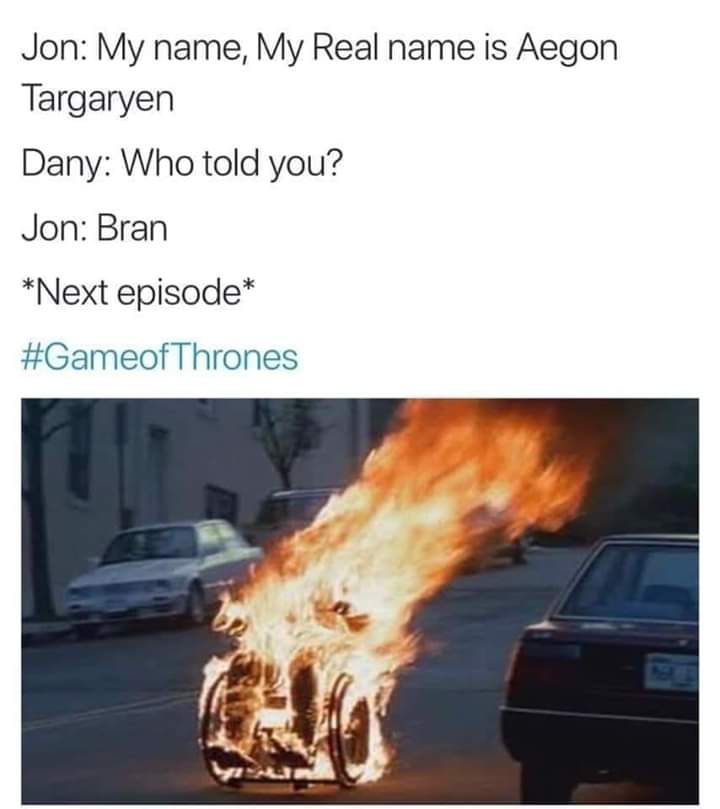 Jon: My name, My Real name is Aegon
Targaryen
Dany: Who told you?
Jon: Bran
*Next episode*
#GameofThrones